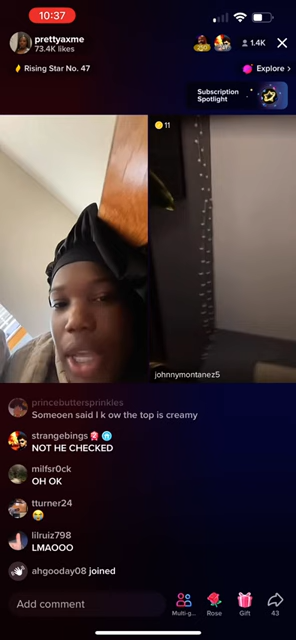 10:37
prettyaxme
73.4K likes
1.4K
Rising Star No. 47
Explore >
Subscription
Spotlight
11
johnnymontanez5
princebuttersprinkles
Someoen said I k ow the top is creamy
strangebings
NOT HE CHECKED
milfsr0ck
OH OK
tturner24
lilruiz798
LMAOOO
ahgooday08 joined
Add comment
Multi-g...
Rose
Gift
43